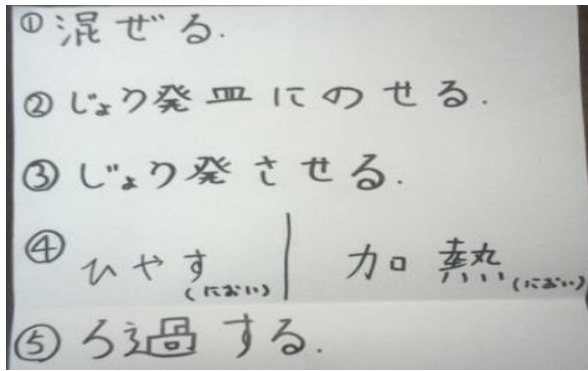 ①混ぜる.
②じょう発皿にのせる.
③じょう発させる.
④ひやす(におい)｜加熱(におい)
⑤ろ過する.